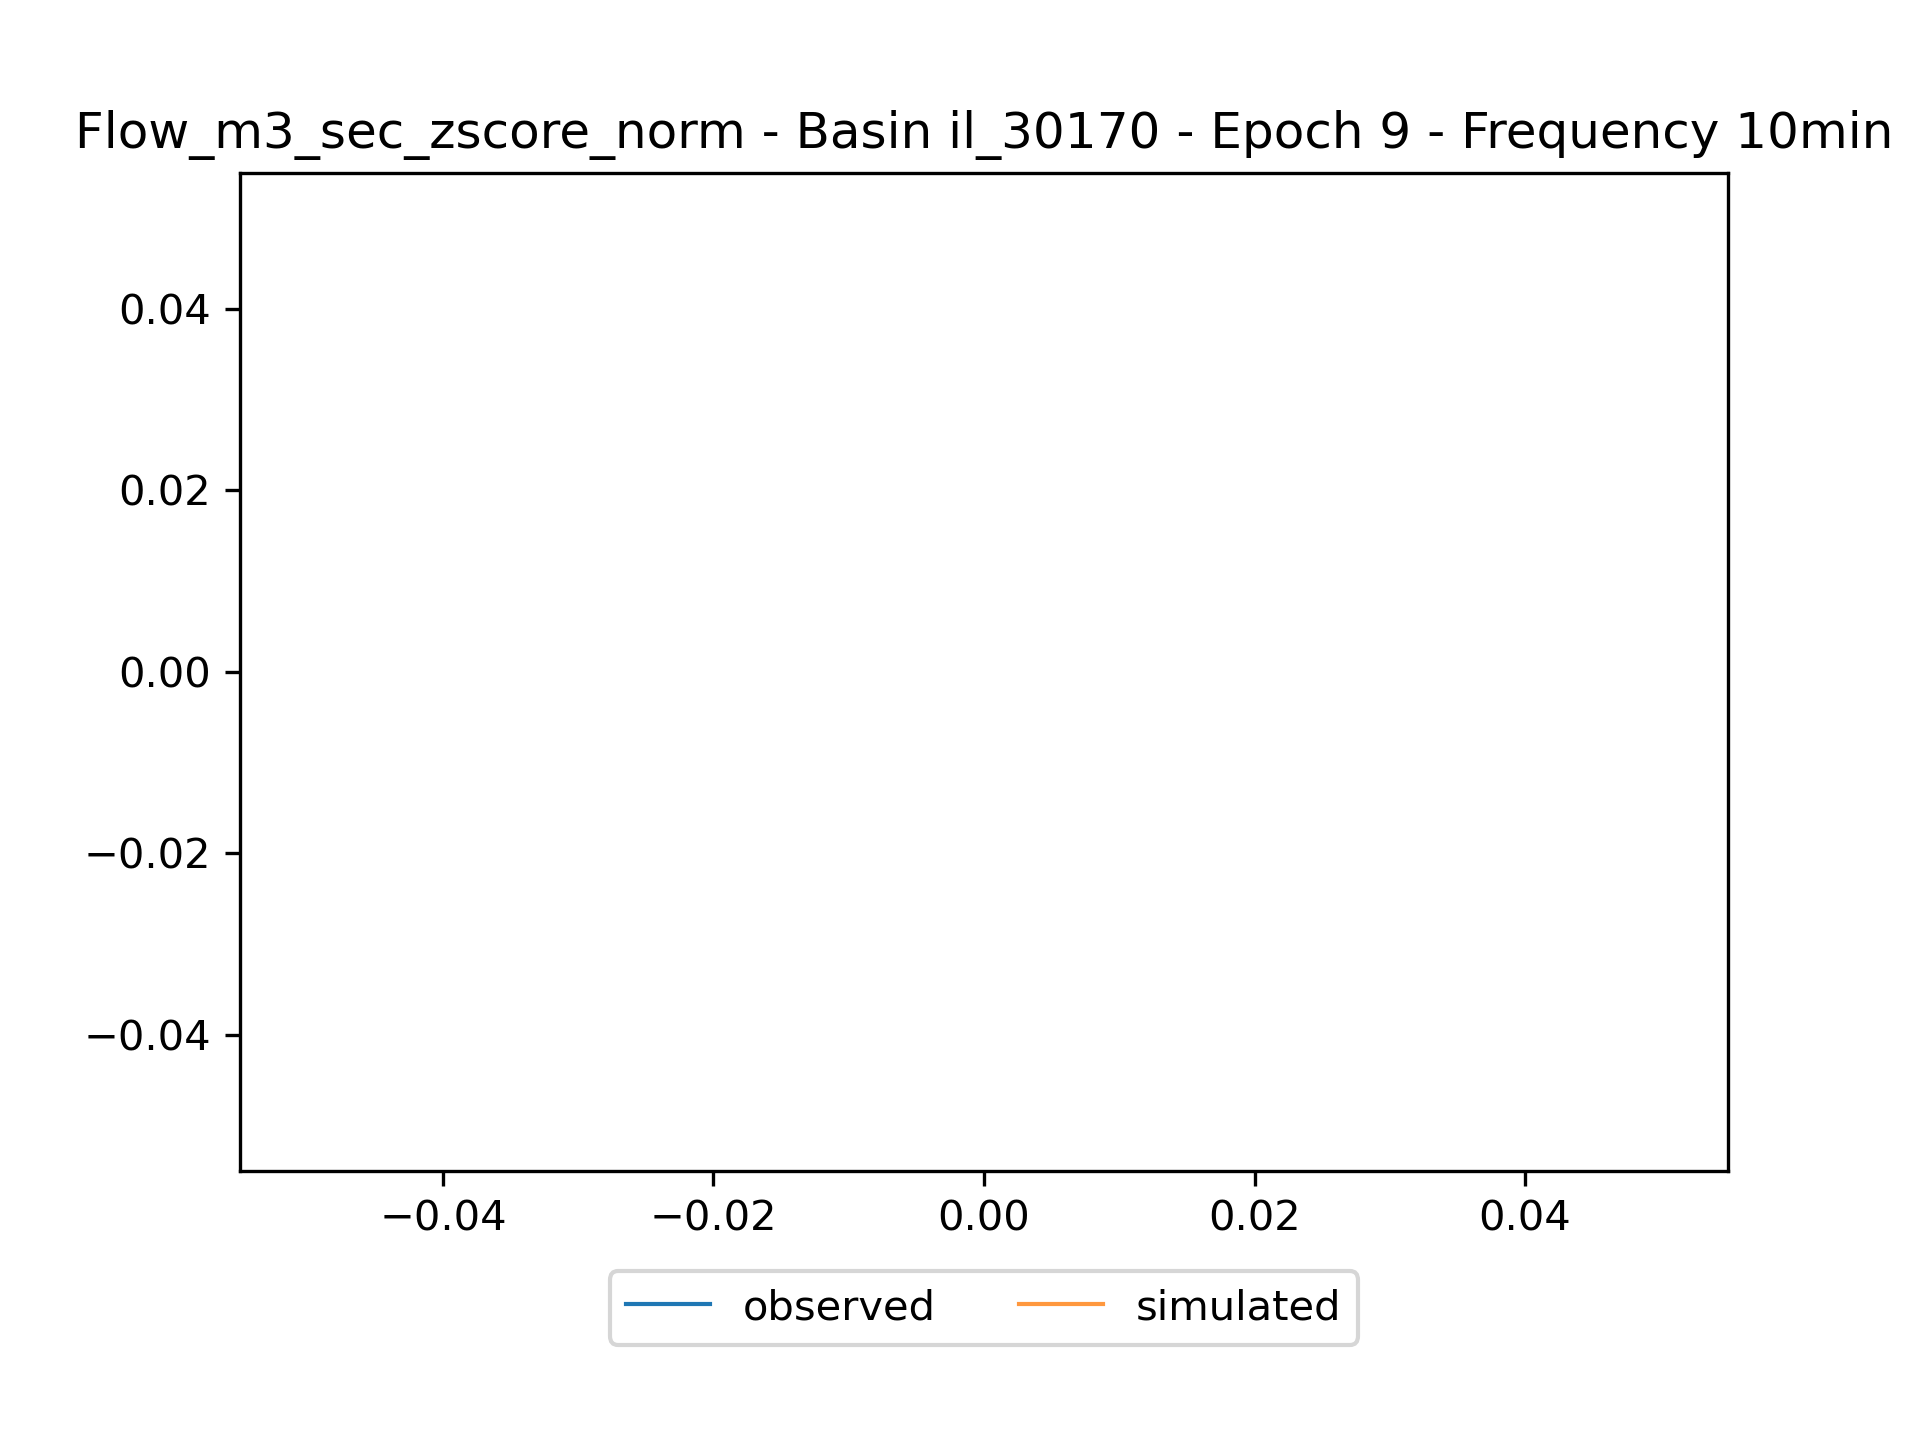 Flow_m3_sec_zscore_norm - Basin il_30170 - Epoch 9 - Frequency 10min
0.04
0.02
0.00
−0.02
−0.04
−0.04 −0.02 0.00 0.02 0.04
observed simulated